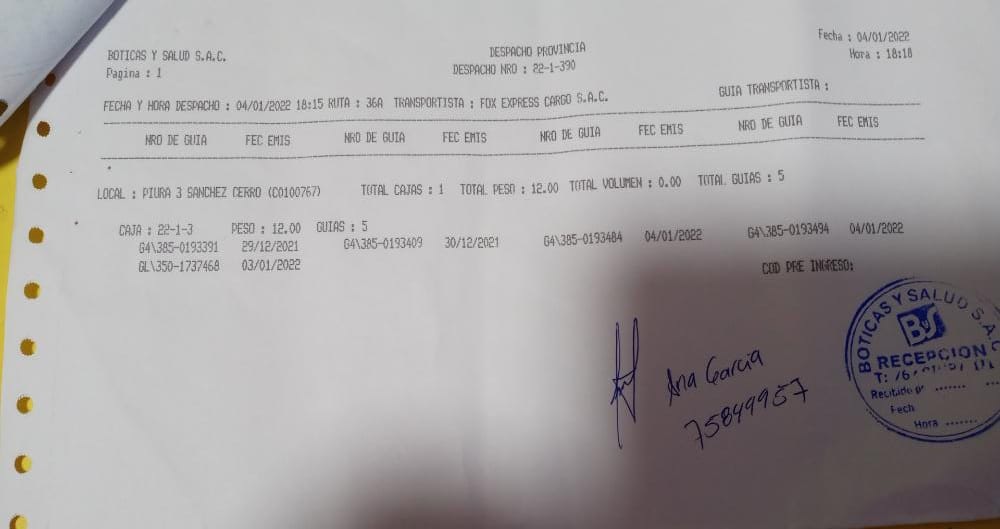 BOTICAS Y SALUD S.A.C. DESPACHO PROVINCIA Fecha : 04/01/2022
Pagina : 1 DESPACHO NRO : 22-1-390 Hora : 18:18
FECHA Y HORA DESPACHO : 04/01/2022 18:15 RUTA : 36A TRANSPORTISTA : FOX EXPRESS CARGO S.A.C. GUIA TRANSPORTISTA :
NRO DE GUIA FEC EMIS NRO DE GUIA FEC EMIS NRO DE GUIA FEC EMIS NRO DE GUIA FEC EMIS
LOCAL : PIURA 3 SANCHEZ CERRO (C0100767) TOTAL CAJAS : 1 TOTAL PESO : 12.00 TOTAL VOLUMEN : 0.00 TOTAL GUIAS : 5
CAJA : 22-1-3 PESO : 12.00 GUIAS : 5
G4\385-0193391 29/12/2021 G4\385-0193409 30/12/2021 G4\385-0193484 04/01/2022 G4\385-0193494 04/01/2022
GL\350-1737468 03/01/2022
COD PRE INGRESO:
Ana Garcia
75849957
BOTICAS Y SALUD S.A.C
BS
RECEPCION
T:
Recibido
Fech
Hora .......